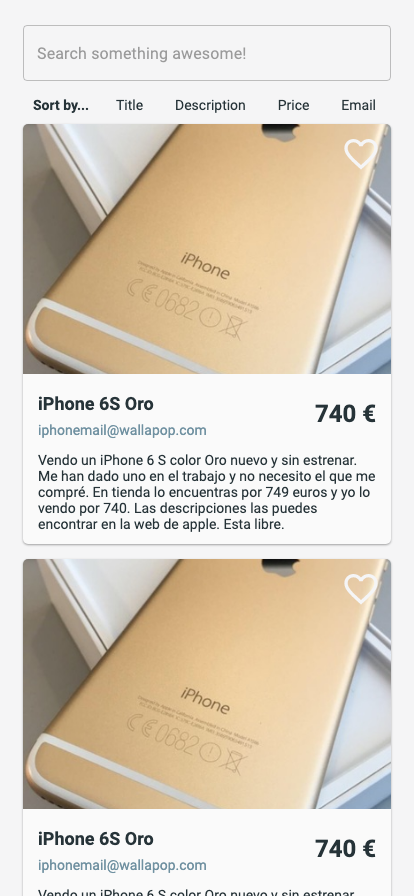 Search something awesome!
Sort by... Title Description Price Email
iPhone
0682
iPhone 6S Oro
740 €
iphonemail@wallapop.com
Vendo un iPhone 6 S color Oro nuevo y sin estrenar.
Me han dado uno en el trabajo y no necesito el que me
compré. En tienda lo encuentras por 749 euros y yo lo
vendo por 740. Las descripciones las puedes
encontrar en la web de apple. Esta libre.
iPhone
0682
iPhone 6S Oro
740 €
iphonemail@wallapop.com
Vendo un iPhone 6 S color Oro nuevo y sin estrenar.